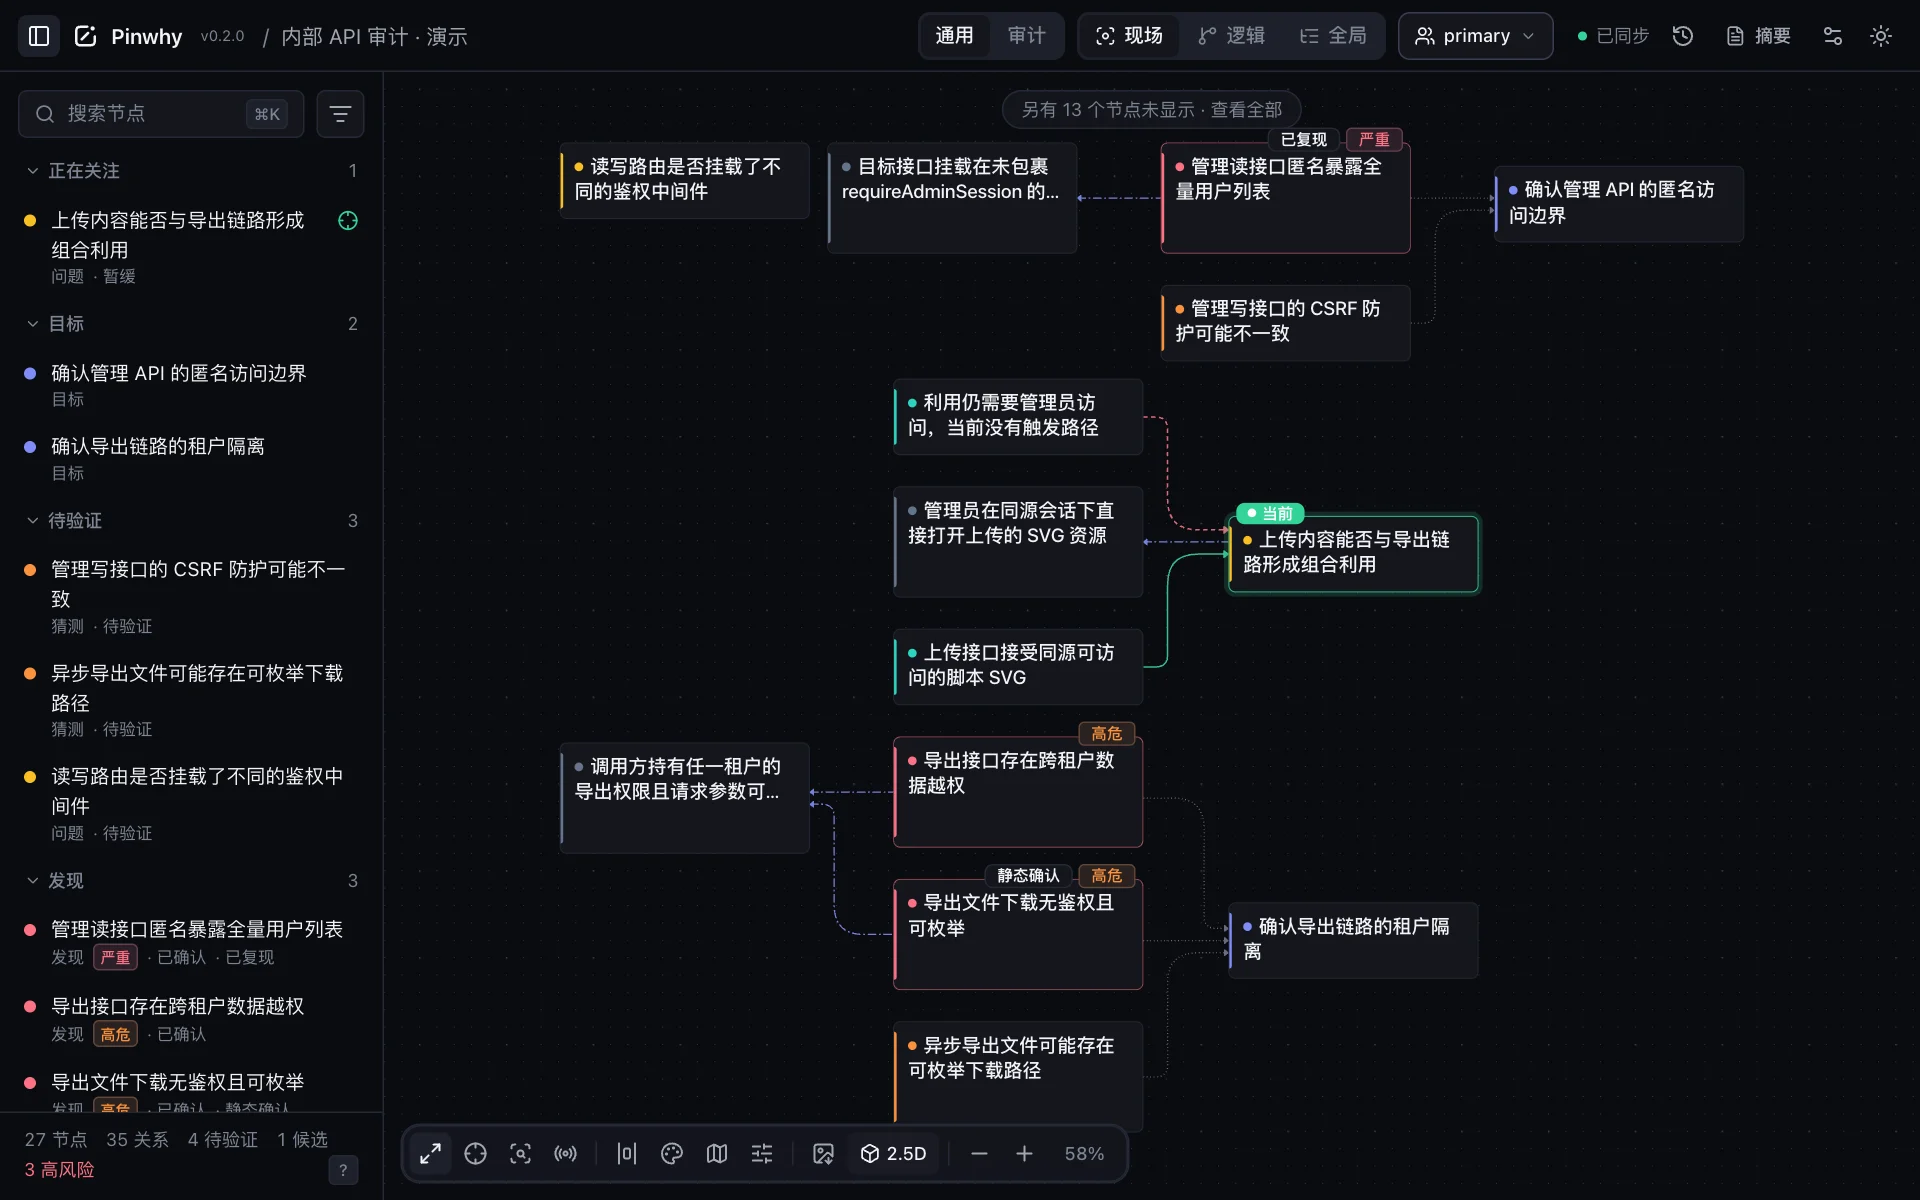 Pinwhy v0.2.0 / 内部 API 审计 · 演示
通用 审计 现场 逻辑 全局 primary 已同步 摘要
搜索节点 ⌘K
正在关注 1
上传内容能否与导出链路形成
组合利用
问题 · 暂缓
目标 2
确认管理 API 的匿名访问边界
目标
确认导出链路的租户隔离
目标
待验证 3
管理写接口的 CSRF 防护可能不一
致
猜测 · 待验证
异步导出文件可能存在可枚举下载
路径
猜测 · 待验证
读写路由是否挂载了不同的鉴权中
间件
问题 · 待验证
发现 3
管理读接口匿名暴露全量用户列表
发现 严重 · 已确认 · 已复现
导出接口存在跨租户数据越权
发现 高危 · 已确认
导出文件下载无鉴权且可枚举
发现 高危 · 已确认 · 静态确认
27 节点 35 关系 4 待验证 1 候选
3 高风险 ?
另有 13 个节点未显示 · 查看全部
读写路由是否挂载了不
同的鉴权中间件
目标接口挂载在未包裹
requireAdminSession 的...
已复现 严重
管理读接口匿名暴露全
量用户列表
确认管理 API 的匿名访
问边界
管理写接口的 CSRF 防
护可能不一致
利用仍需要管理员访
问，当前没有触发路径
管理员在同源会话下直
接打开上传的 SVG 资源
当前
上传内容能否与导出链
路形成组合利用
上传接口接受同源可访
问的脚本 SVG
调用方持有任一租户的
导出权限且请求参数可...
高危
导出接口存在跨租户数
据越权
静态确认 高危
导出文件下载无鉴权且
可枚举
确认导出链路的租户隔
离
异步导出文件可能存在
可枚举下载路径
2.5D 58%